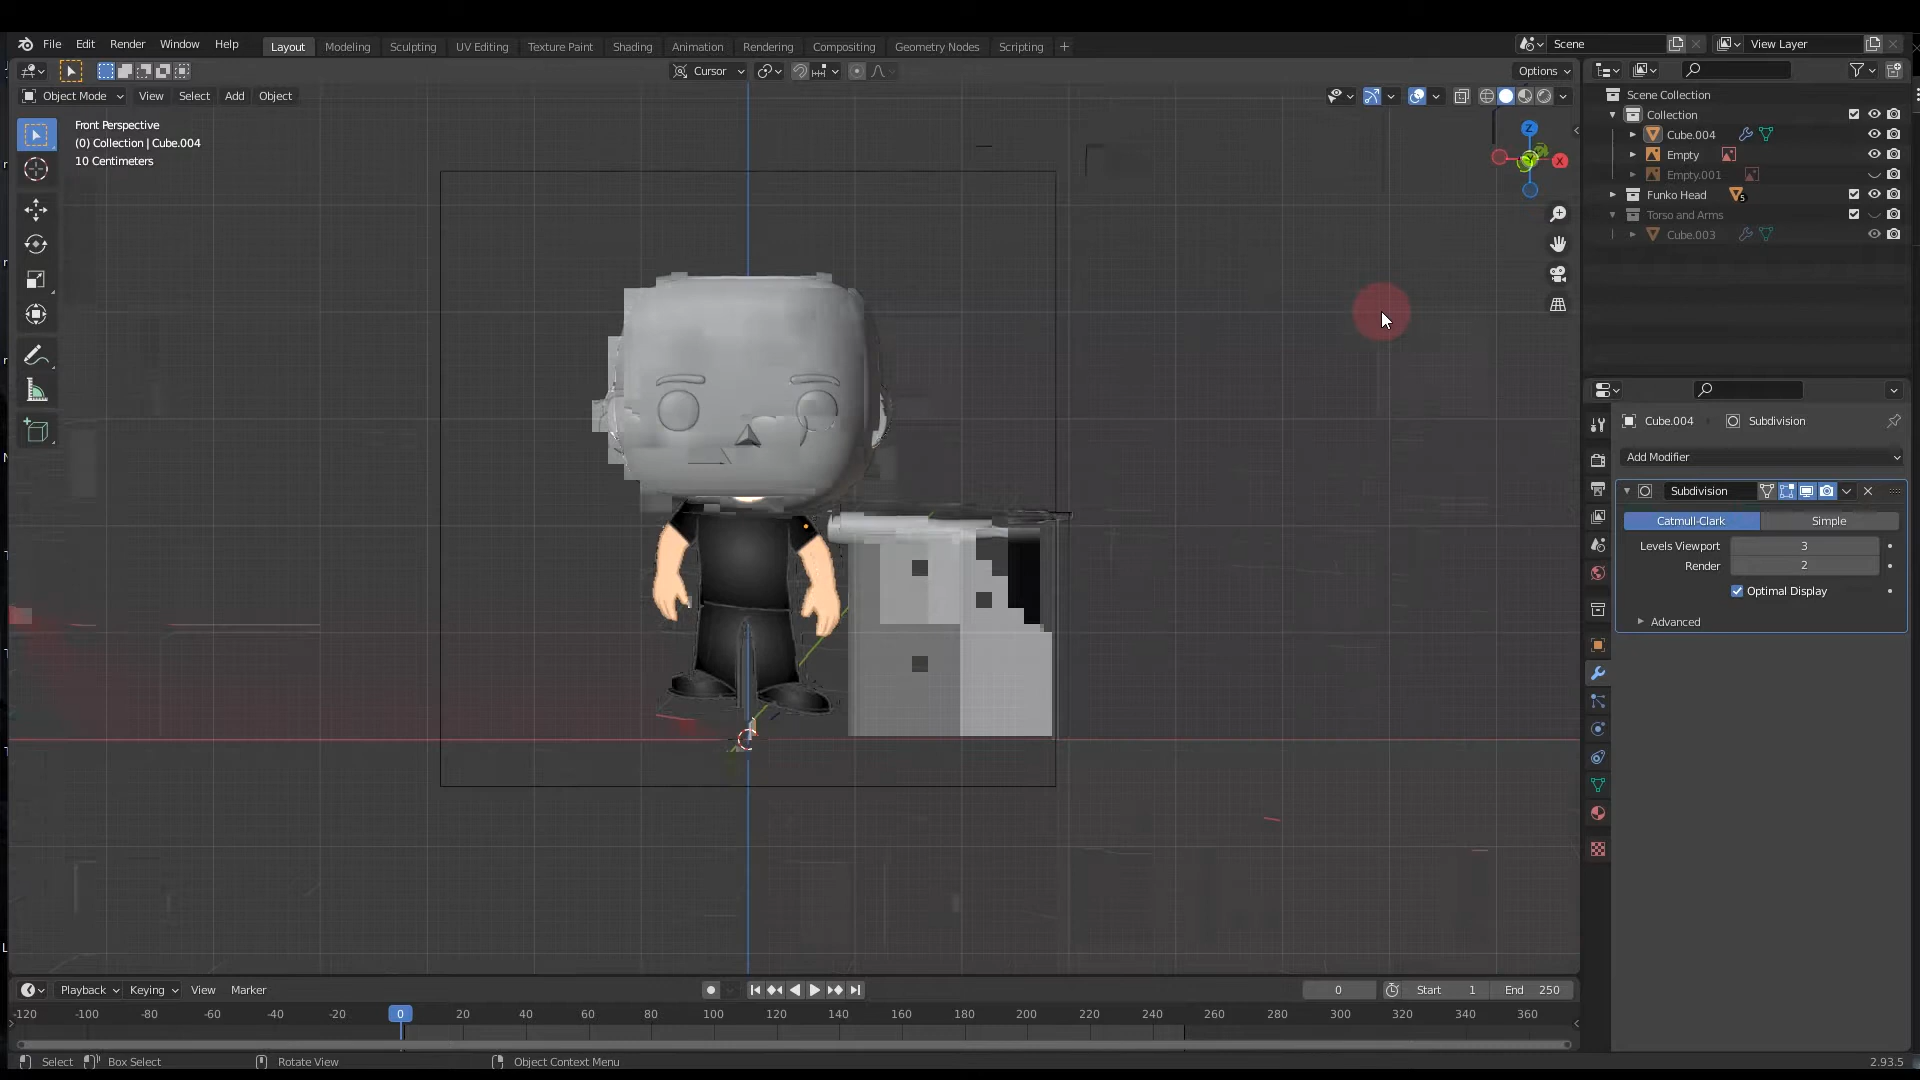 File Edit Render Window Help Layout Modeling Sculpting UV Editing Texture Paint Shading Animation Rendering Compositing Geometry Nodes Scripting + Scene View Layer
Cursor Options
Object Mode View Select Add Object
Front Perspective
(0) Collection | Cube.004
10 Centimeters
Z
X
Scene Collection
Collection
Cube.004
Empty
Empty.001
Funko Head 5
Torso and Arms
Cube.003
Cube.004 Subdivision
Add Modifier
Subdivision
Catmull-Clark Simple
Levels Viewport 3
Render 2
Optimal Display
Advanced
Playback Keying View Marker 0 Start 1 End 250
-120 -100 -80 -60 -40 -20 0 20 40 60 80 100 120 140 160 180 200 220 240 260 280 300 320 340 360
Select Box Select Rotate View Object Context Menu 2.93.5